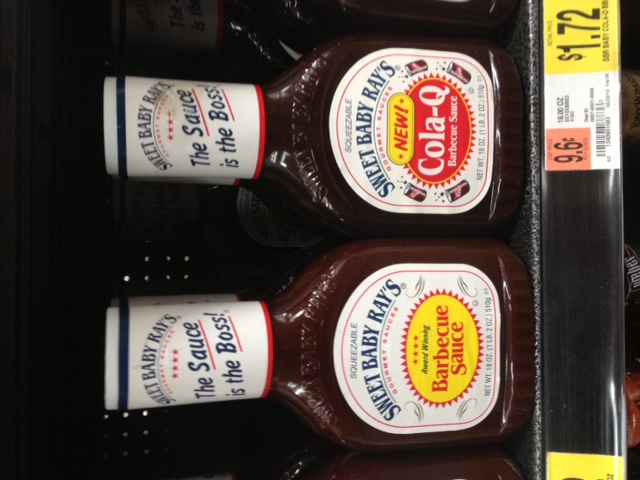 SWEET BABY RAY'S
★★★★
The Sauce
is the Boss!
SQUEEZABLE
SWEET BABY RAY'S
GOURMET SAUCES
★★★★
Award Winning
Barbecue
Sauce
NET WT. 18 OZ. (1 LB. 2 OZ.) 510g
SWEET BABY RAY'S
★★★★
The Sauce
is the Boss!
SQUEEZABLE
SWEET BABY RAY'S
GOURMET SAUCES
NEW!
Cola-Q
Barbecue Sauce
NET WT. 18 OZ. (1 LB. 2 OZ.) 510g
$1.72
SBR BABY COLA-Q BB
18.00 OZ
9.6¢